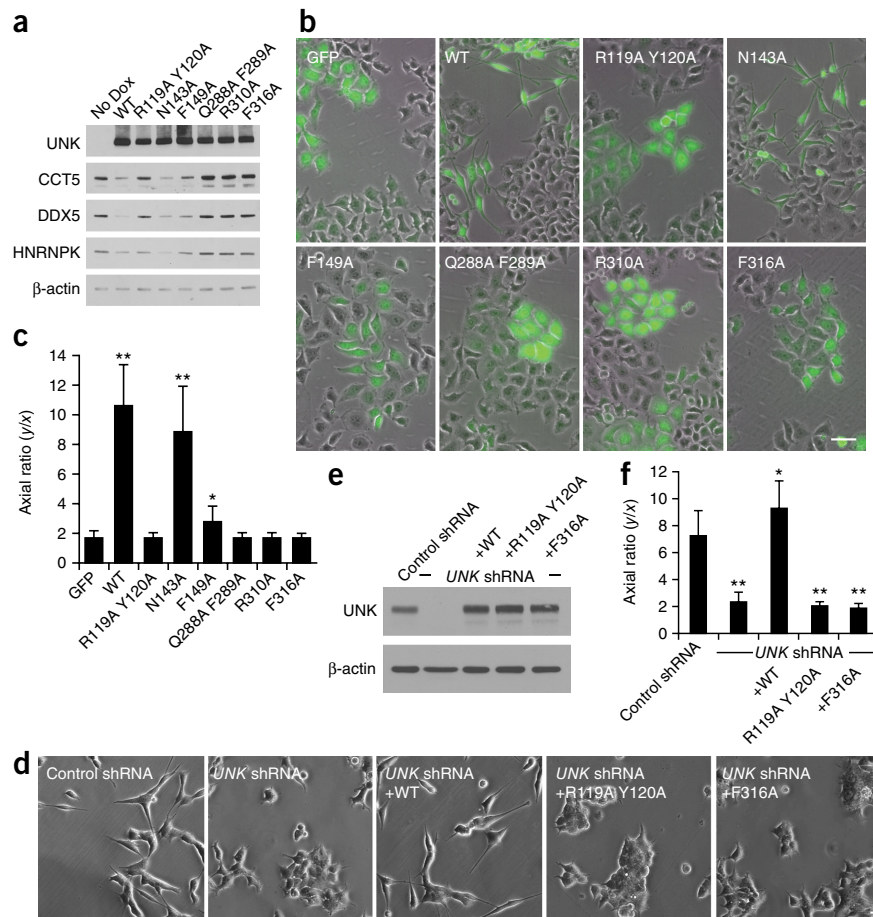 a
No Dox
WT
R119A Y120A
N143A
F149A
Q288A F289A
R310A
F316A
UNK
CCT5
DDX5
HNRNPK
β-actin
b
GFP
WT
R119A Y120A
N143A
F149A
Q288A F289A
R310A
F316A
c
Axial ratio (y/x)
14
12
10
8
6
4
2
0
**
**
*
GFP
WT
R119A Y120A
N143A
F149A
Q288A F289A
R310A
F316A
e
Control shRNA
–
+WT
+R119A Y120A
+F316A
–
UNK shRNA
UNK
β-actin
f
Axial ratio (y/x)
12
10
8
6
4
2
0
**
*
**
**
Control shRNA
UNK shRNA
+WT
R119A Y120A
+F316A
d
Control shRNA
UNK shRNA
UNK shRNA
+WT
UNK shRNA
+R119A Y120A
UNK shRNA
+F316A